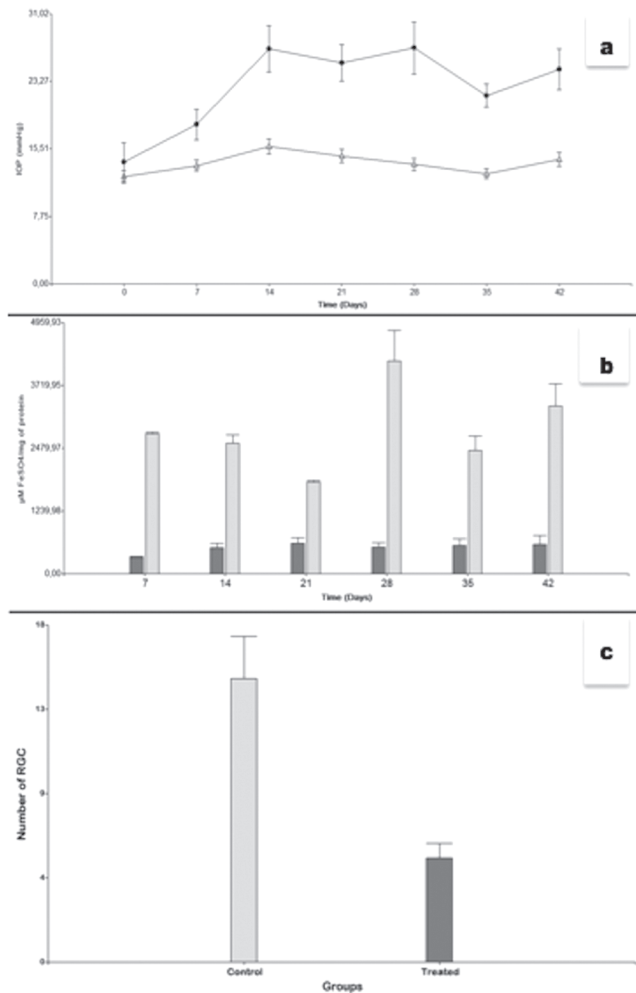 a
31,02
23,27
15,51
7,75
0,00
IOP (mmHg)
0 7 14 21 28 35 42
Time (Days)
b
4959,93
3719,95
2479,97
1239,98
0,00
µM FeSO4/mg of protein
7 14 21 28 35 42
Time (Days)
c
18
13
9
4
0
Number of RGC
Control Treated
Groups